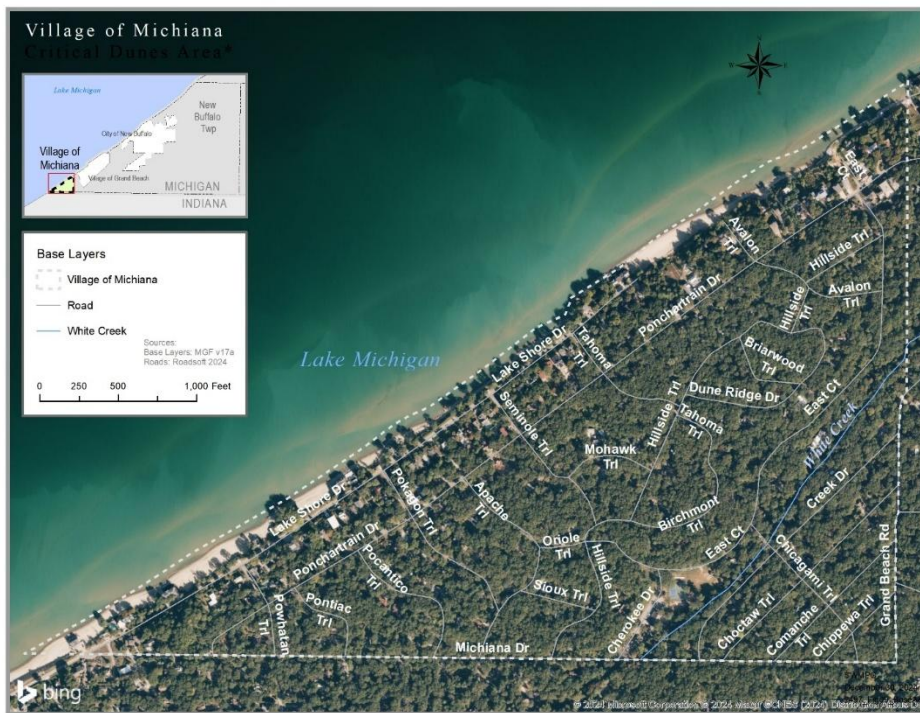 Village of Michiana
Critical Dunes Area*
Lake Michigan
New
Buffalo
Twp
City of New Buffalo
Village of
Michiana
Village of Grand Beach
MICHIGAN
INDIANA
Base Layers
Village of Michiana
Road
White Creek
Sources:
Base Layers: MGF v17a
Roads: Roadsoft 2024
0 250 500 1,000 Feet
N
W E
S
East
Ct
Avalon
Trl
Hillside Trl
Avalon
Trl
Hillside
Trl
Ponchartrain Dr
Lake Shore Dr
Tahoma
Trl
Lake Michigan
Briarwood
Trl
Dune Ridge Dr
East Ct
Seminole Trl
Hillside Trl
Tahoma
Trl
White Creek
Mohawk
Trl
Creek Dr
Lake Shore Dr
Pokagon Trl
Apache
Trl
Birchmont
Trl
Ponchartrain Dr
Oriole
Trl
East Ct
Chicagami Trl
Grand Beach Rd
Pocantico
Trl
Hillside Trl
Sioux Trl
Pontiac
Trl
Powhatan
Trl
Cherokee Dr
Choctaw Trl
Comanche
Trl
Chippewa Trl
Michiana Dr
bing